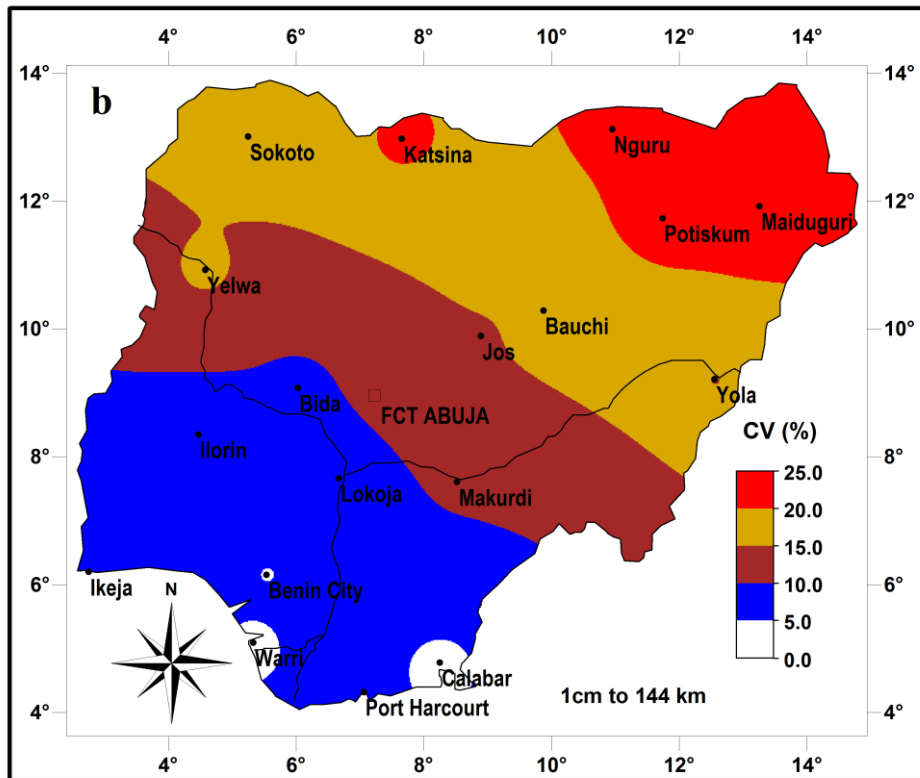 4° 6° 8° 10° 12° 14°
14° 14°
b
Sokoto
Katsina
Nguru
12° 12°
Potiskum
Maiduguri
Yelwa
10° 10°
Bauchi
Jos
Bida
FCT ABUJA
Yola
Ilorin
CV (%)
8° 8°
25.0
Lokoja
Makurdi
20.0
15.0
6° 6°
Ikeja
N
Benin City
10.0
5.0
0.0
Warri
Calabar
1cm to 144 km
Port Harcourt
4° 4°
4° 6° 8° 10° 12° 14°